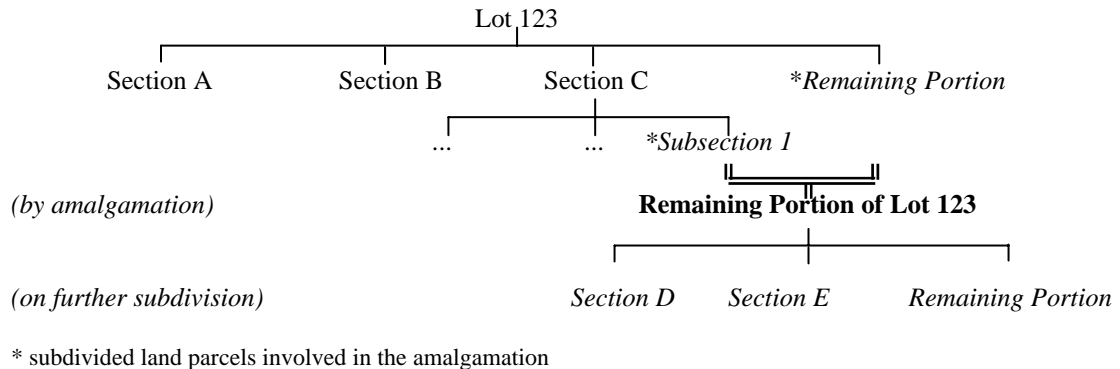 Lot 123
Section A Section B Section C *Remaining Portion
... ... *Subsection 1
(by amalgamation) Remaining Portion of Lot 123
(on further subdivision) Section D Section E Remaining Portion
* subdivided land parcels involved in the amalgamation